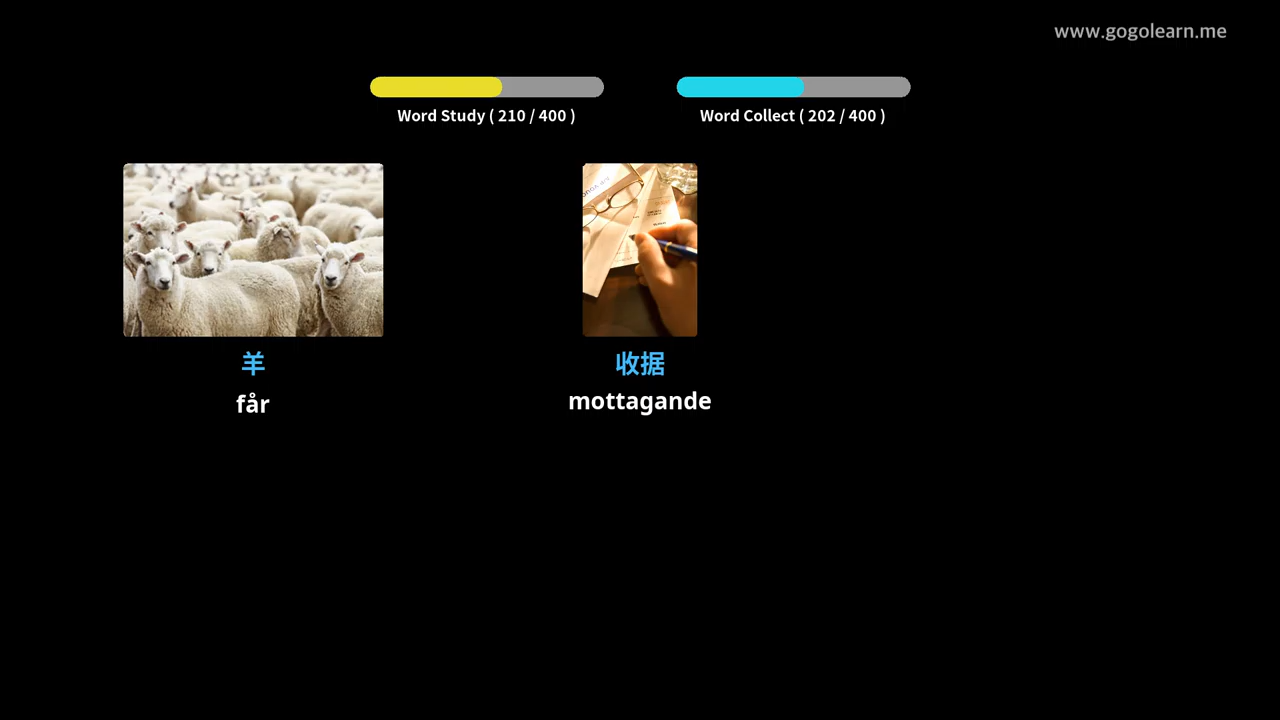 www.gogolearn.me
Word Study ( 210 / 400 )
Word Collect ( 202 / 400 )
羊
får
收据
mottagande